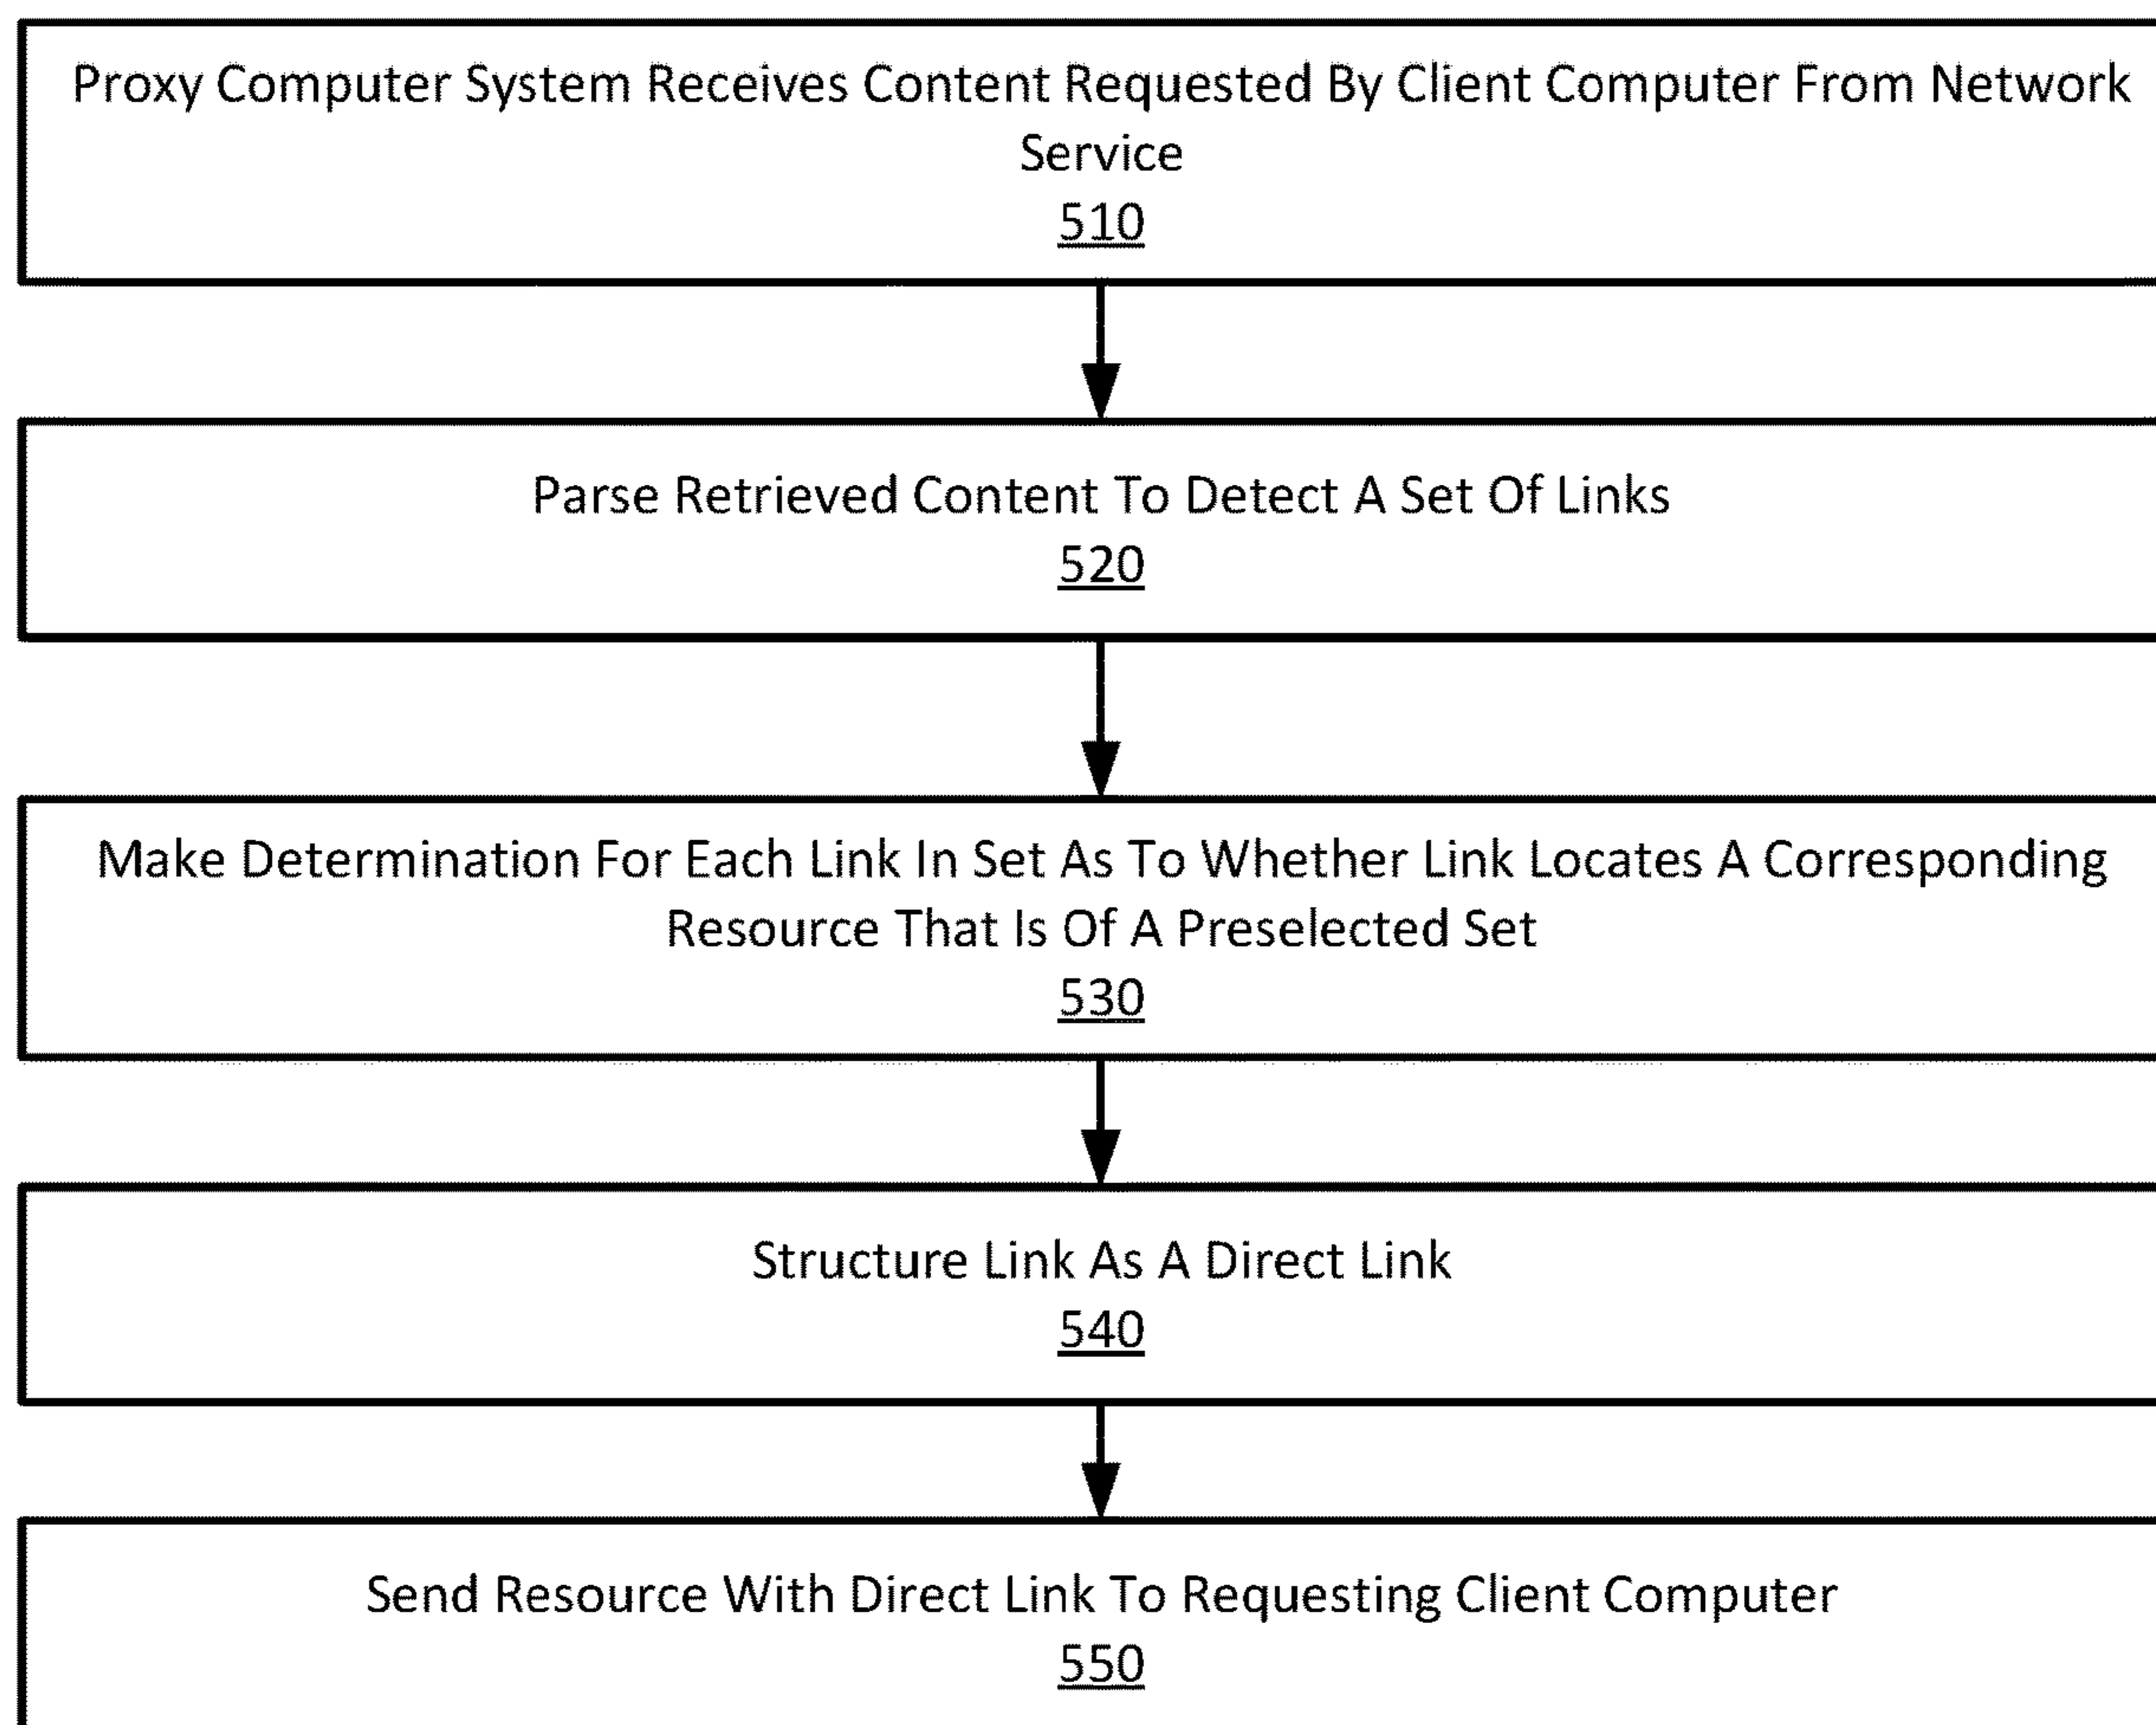 Proxy Computer System Receives Content Requested By Client Computer From Network
Service
510
Parse Retrieved Content To Detect A Set Of Links
520
Make Determination For Each Link In Set As To Whether Link Locates A Corresponding
Resource That Is Of A Preselected Set
530
Structure Link As A Direct Link
540
Send Resource With Direct Link To Requesting Client Computer
550